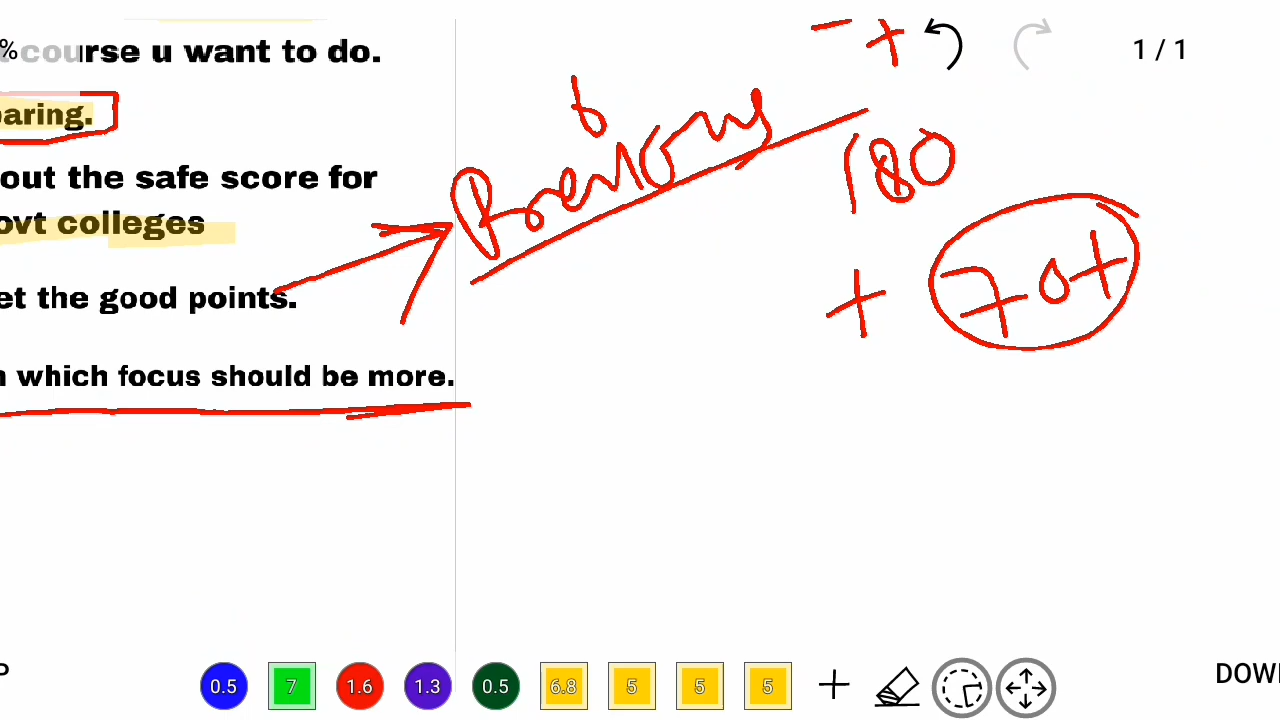 %course u want to do.
1 / 1
paring.
Previous
180
out the safe score for
ovt colleges
+ 70+
et the good points.
n which focus should be more.
0.5 7 1.6 1.3 0.5 6.8 5 5 5
P
DOW